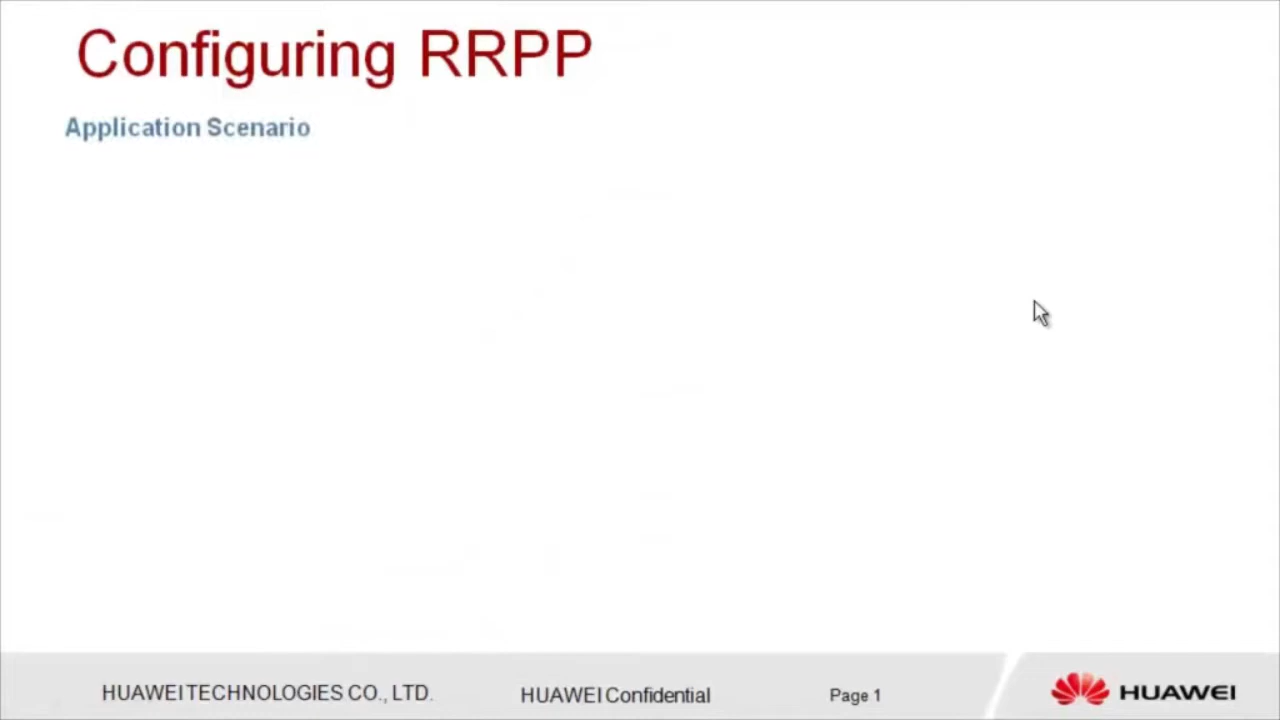 Configuring RRPP
Application Scenario
HUAWEI TECHNOLOGIES CO., LTD.
HUAWEI Confidential
Page 1
HUAWEI